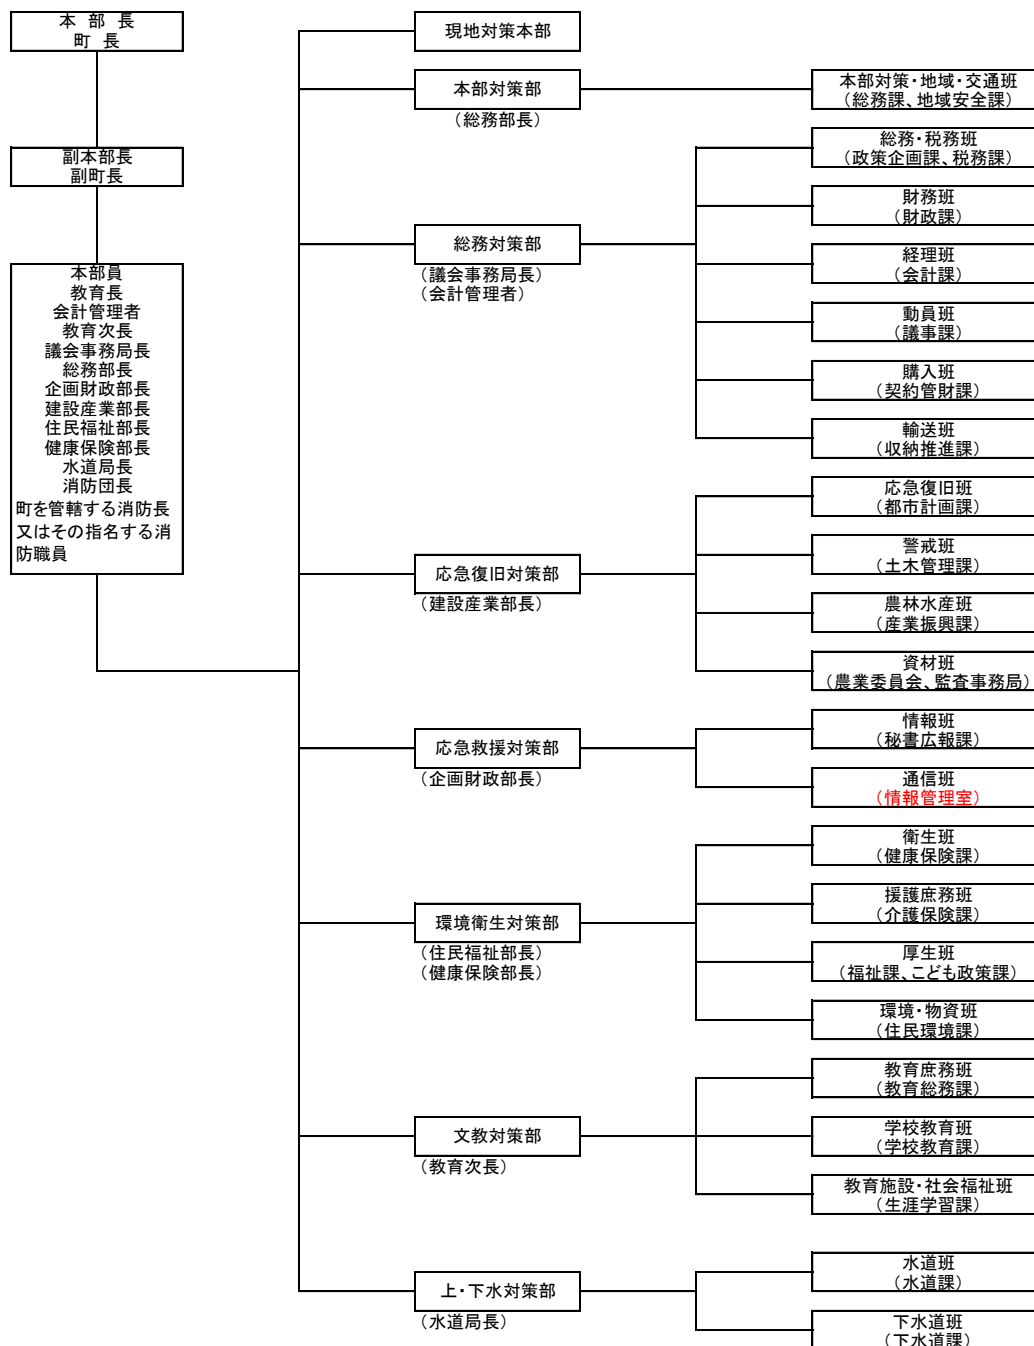 本 部 長
町 長
副本部長
副町長
本部員
教育長
会計管理者
教育次長
議会事務局長
総務部長
企画財政部長
建設産業部長
住民福祉部長
健康保険部長
水道局長
消防団長
町を管轄する消防長
又はその指名する消
防職員
現地対策本部
本部対策部
（総務部長）
総務対策部
（議会事務局長）
（会計管理者）
応急復旧対策部
（建設産業部長）
応急救援対策部
（企画財政部長）
環境衛生対策部
（住民福祉部長）
（健康保険部長）
文教対策部
（教育次長）
上・下水対策部
（水道局長）
本部対策・地域・交通班
（総務課、地域安全課）
総務・税務班
（政策企画課、税務課）
財務班
（財政課）
経理班
（会計課）
動員班
（議事課）
購入班
（契約管財課）
輸送班
（収納推進課）
応急復旧班
（都市計画課）
警戒班
（土木管理課）
農林水産班
（産業振興課）
資材班
（農業委員会、監査事務局）
情報班
（秘書広報課）
通信班
（情報管理室）
衛生班
（健康保険課）
援護庶務班
（介護保険課）
厚生班
（福祉課、こども政策課）
環境・物資班
（住民環境課）
教育庶務班
（教育総務課）
学校教育班
（学校教育課）
教育施設・社会福祉班
（生涯学習課）
水道班
（水道課）
下水道班
（下水道課）